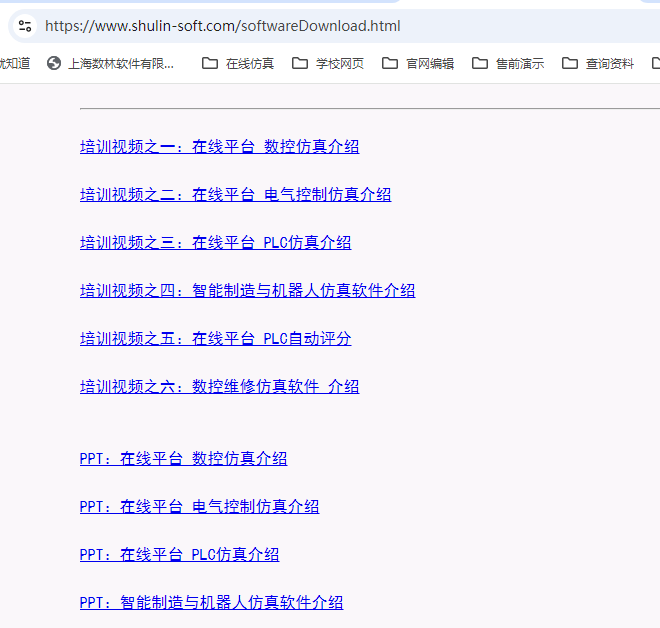 https://www.shulin-soft.com/softwareDownload.html
就知道 上海数林软件有限... 在线仿真 学校网页 官网编辑 售前演示 查询资料
培训视频之一：在线平台 数控仿真介绍
培训视频之二：在线平台 电气控制仿真介绍
培训视频之三：在线平台 PLC仿真介绍
培训视频之四：智能制造与机器人仿真软件介绍
培训视频之五：在线平台 PLC自动评分
培训视频之六：数控维修仿真软件 介绍
PPT：在线平台 数控仿真介绍
PPT：在线平台 电气控制仿真介绍
PPT：在线平台 PLC仿真介绍
PPT：智能制造与机器人仿真软件介绍